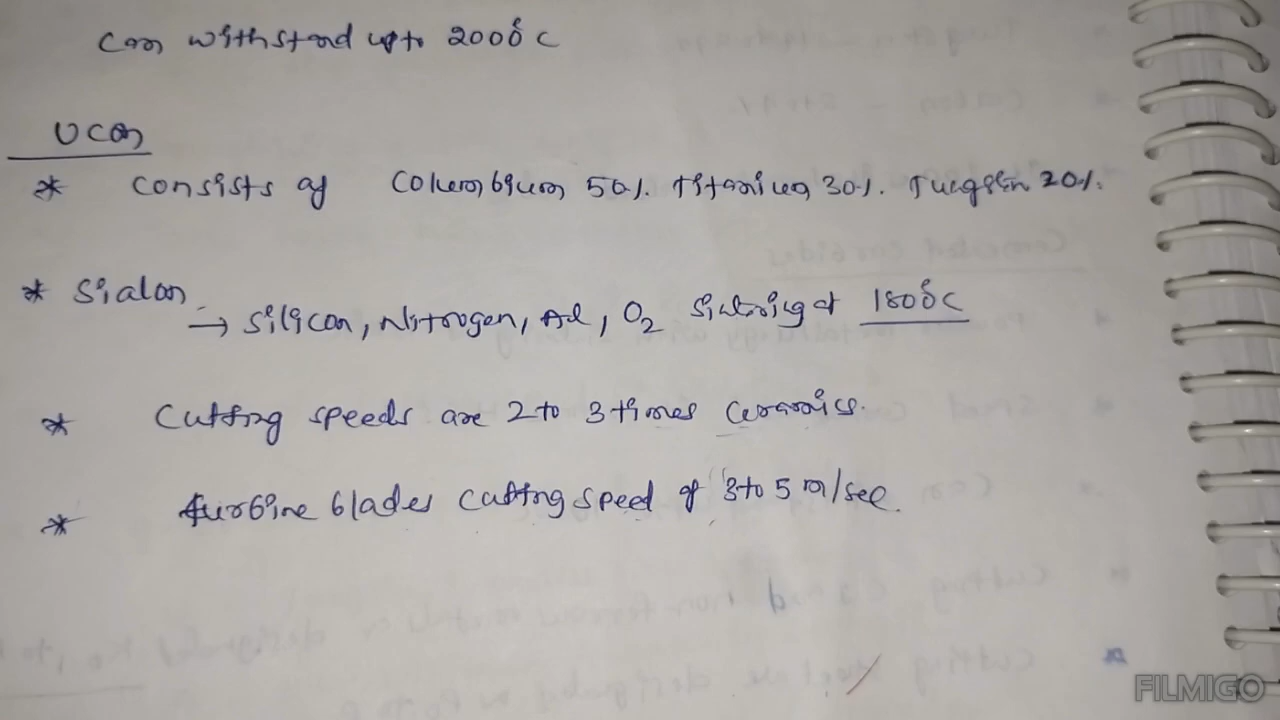 Can withstand upto 2000°C
UCON
* consists of Columbium 50%. titanium 30%. Tungsten 20%.
* Sialon
→ Silicon, Nitrogen, Al, O2 Sintering at 1800°C
* Cutting speeds are 2 to 3 times ceramics.
* turbine blades cutting speed of 3 to 5 m/sec.
FILMIGO